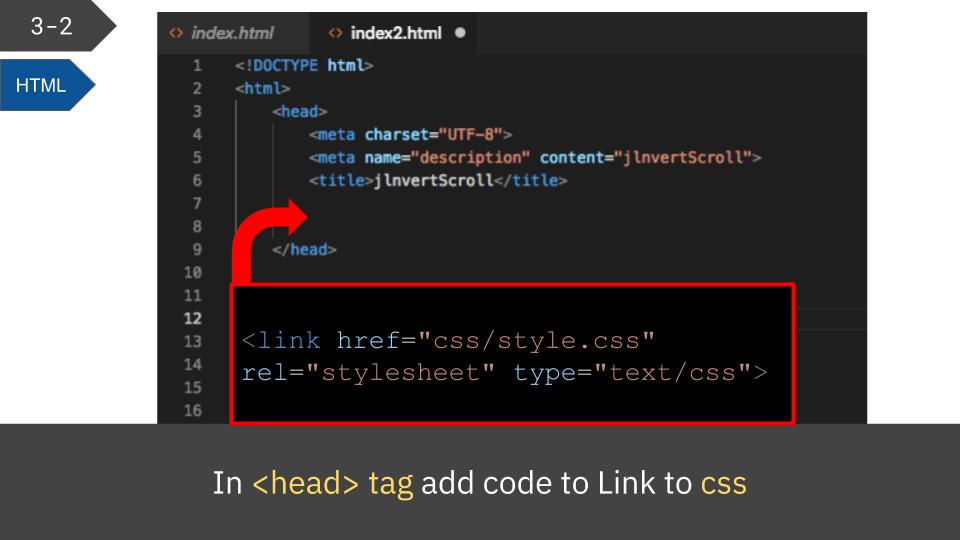 3-2
HTML
<> index.html <> index2.html ●
1 <!DOCTYPE html>
2 <html>
3 <head>
4 <meta charset="UTF-8">
5 <meta name="description" content="jlnvertScroll">
6 <title>jlnvertScroll</title>
7
8
9 </head>
10
11
12
13
14
15
16
<link href="css/style.css"
rel="stylesheet" type="text/css">
In <head> tag add code to Link to css